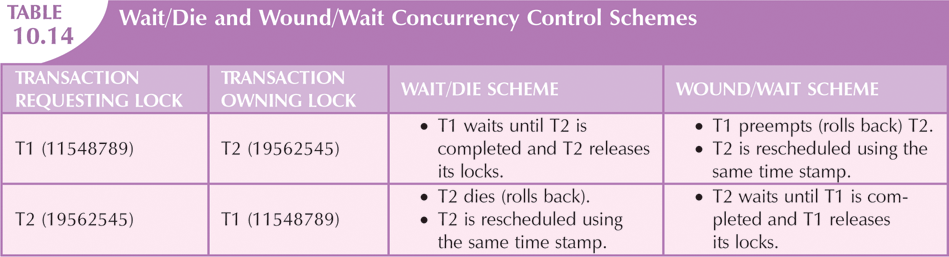 TABLE
10.14
Wait/Die and Wound/Wait Concurrency Control Schemes
TRANSACTION
REQUESTING LOCK
TRANSACTION
OWNING LOCK
WAIT/DIE SCHEME
WOUND/WAIT SCHEME
T1 (11548789)
T2 (19562545)
• T1 waits until T2 is
completed and T2 releases
its locks.
• T1 preempts (rolls back) T2.
• T2 is rescheduled using the
same time stamp.
T2 (19562545)
T1 (11548789)
• T2 dies (rolls back).
• T2 is rescheduled using
the same time stamp.
• T2 waits until T1 is com-
pleted and T1 releases
its locks.